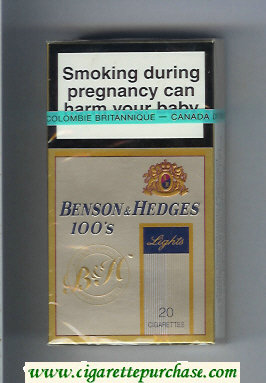 Smoking during
pregnancy can
harm your baby
COLOMBIE BRITANNIQUE — CANADA
BENSON & HEDGES
100's
Lights
B&H
20
CIGARETTES
www.cigarettepurchase.com